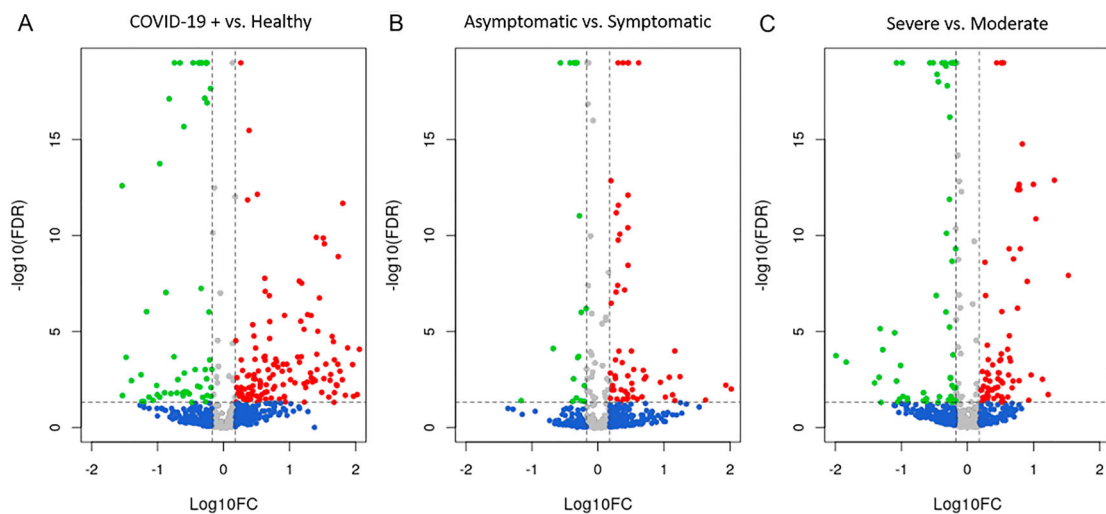 A COVID-19 + vs. Healthy
-log10(FDR)
15
10
5
0
-2 -1 0 1 2
Log10FC
B Asymptomatic vs. Symptomatic
-log10(FDR)
15
10
5
0
-2 -1 0 1 2
Log10FC
C Severe vs. Moderate
-log10(FDR)
15
10
5
0
-2 -1 0 1 2
Log10FC